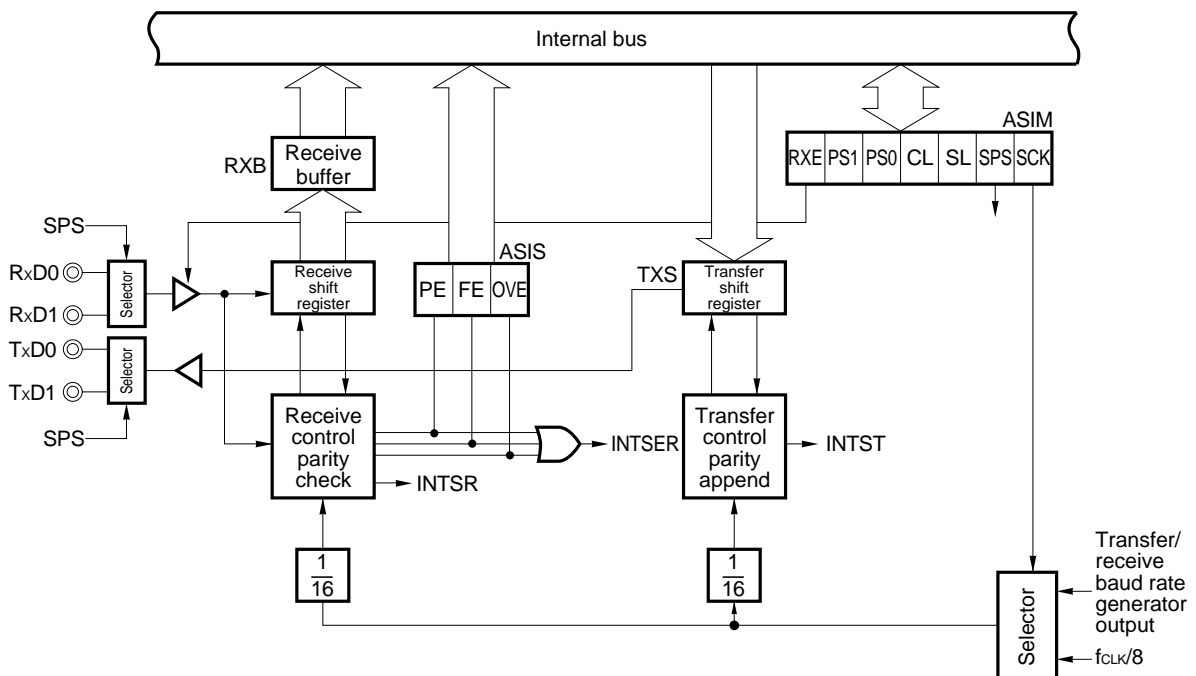 Internal bus
ASIM
RXE PS1 PS0 CL SL SPS SCK
RXB
Receive
buffer
SPS
RxD0
RxD1
Selector
Receive
shift
register
ASIS
PE FE OVE
TXS
Transfer
shift
register
TxD0
TxD1
Selector
SPS
Receive
control
parity
check
INTSER
INTSR
Transfer
control
parity
append
INTST
1
16
1
16
Selector
Transfer/
receive
baud rate
generator
output
fCLK/8